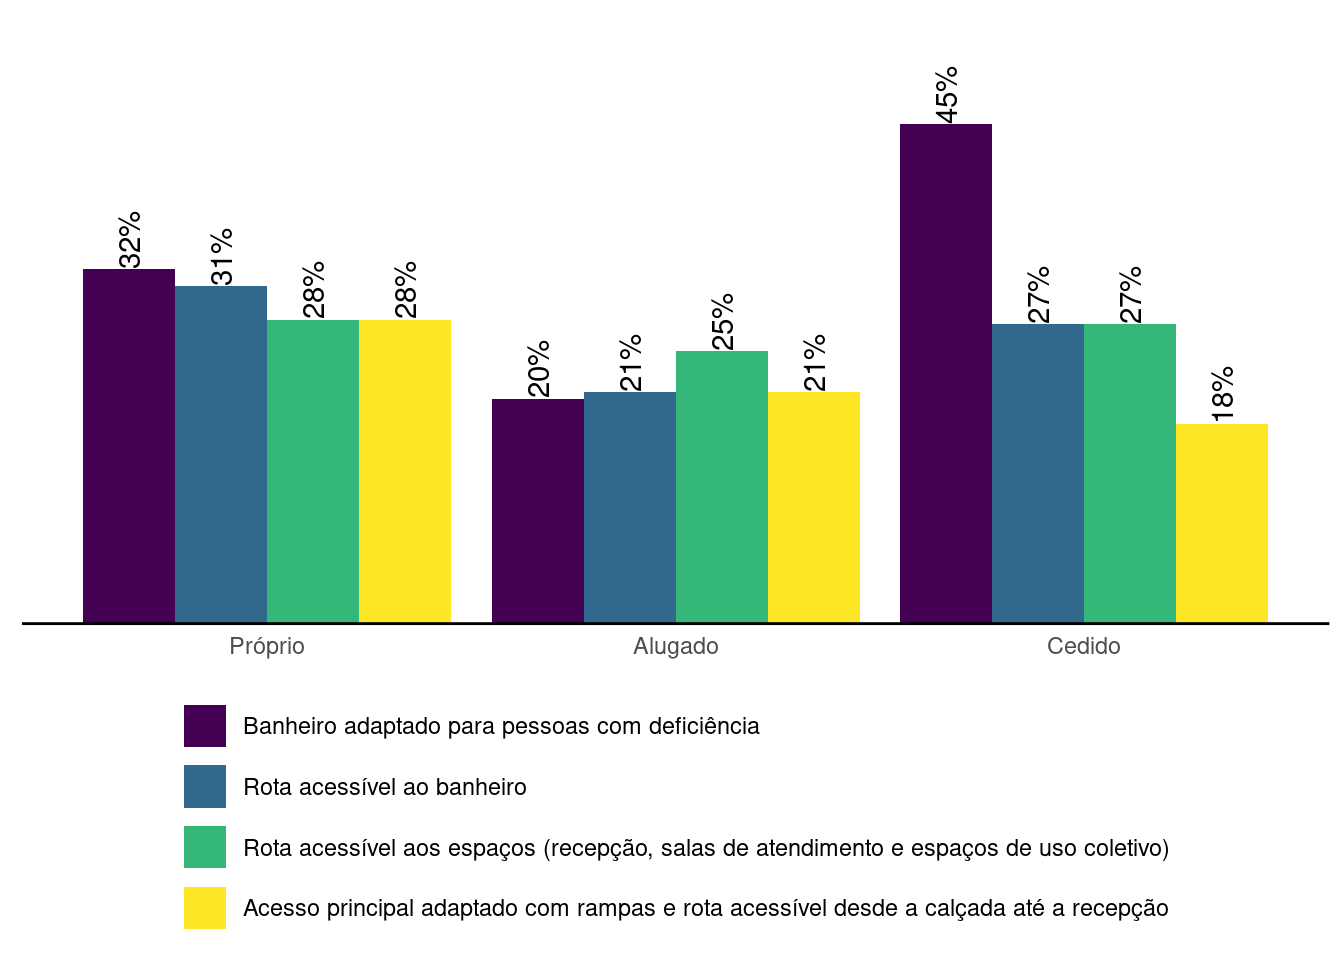 32%
31%
28%
28%
20%
21%
25%
21%
45%
27%
27%
18%
Próprio
Alugado
Cedido
Banheiro adaptado para pessoas com deficiência
Rota acessível ao banheiro
Rota acessível aos espaços (recepção, salas de atendimento e espaços de uso coletivo)
Acesso principal adaptado com rampas e rota acessível desde a calçada até a recepção